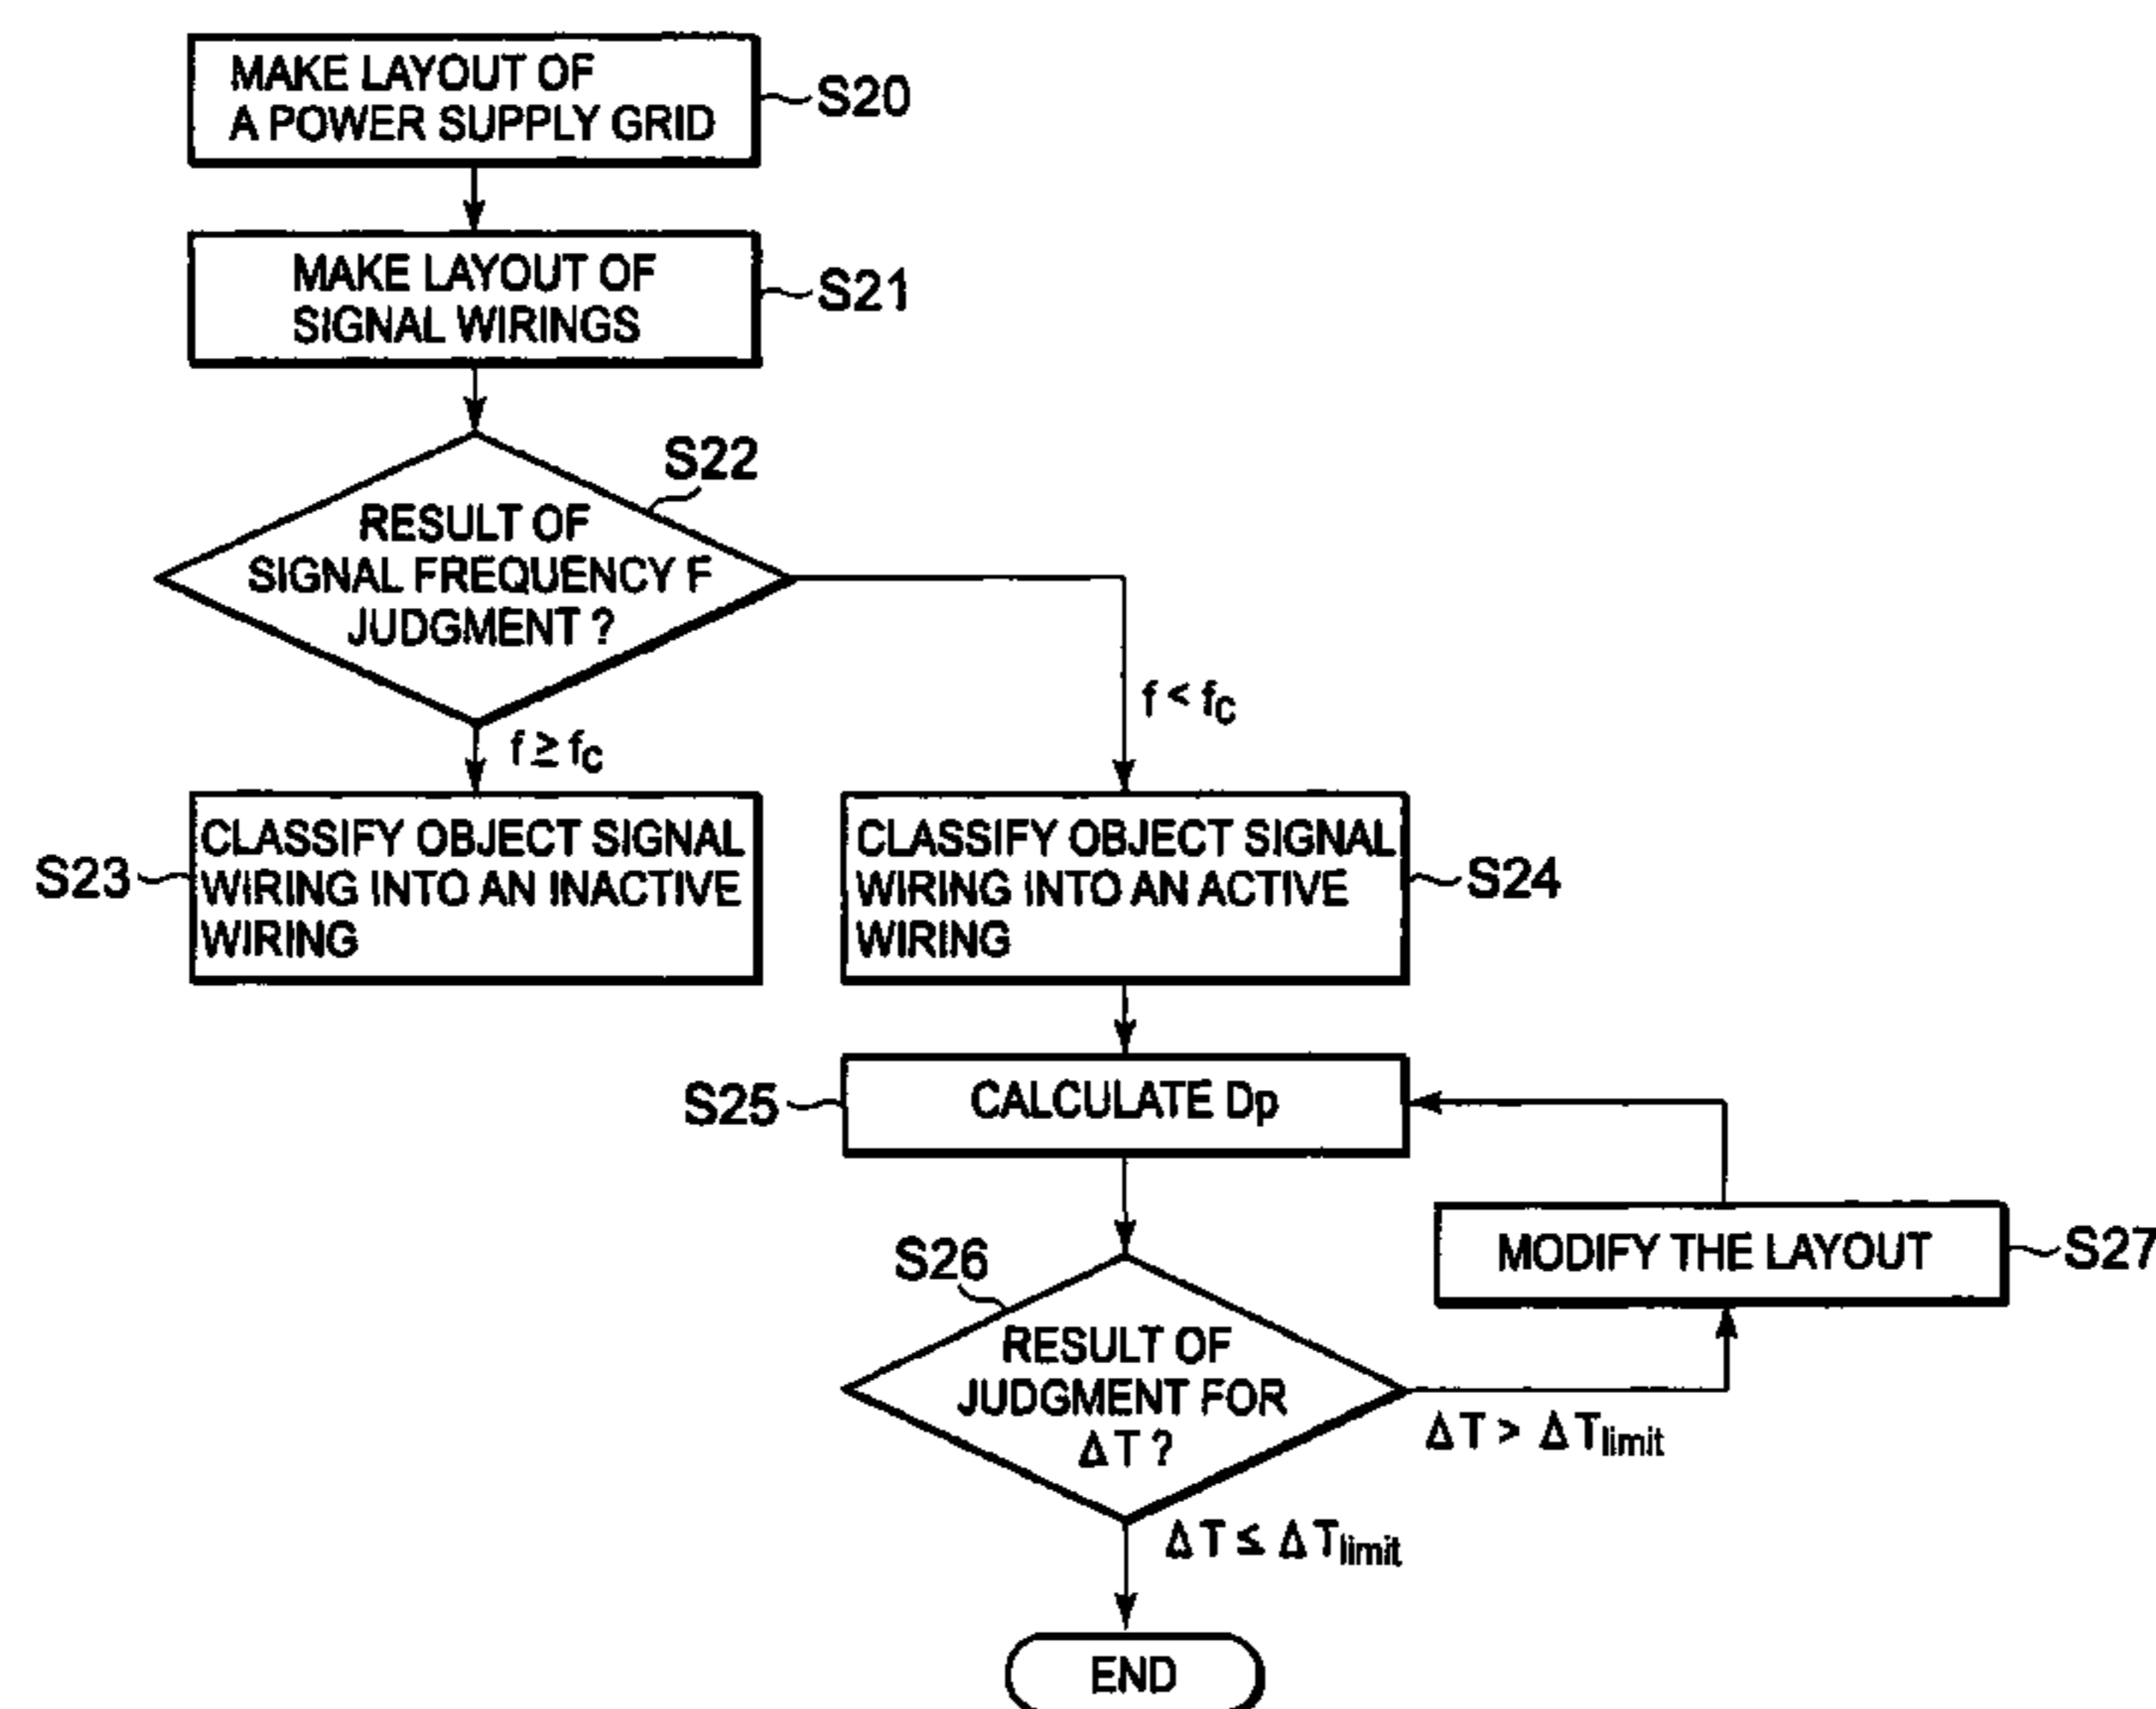 MAKE LAYOUT OF
A POWER SUPPLY GRID
S20
MAKE LAYOUT OF
SIGNAL WIRINGS
S21
S22
RESULT OF
SIGNAL FREQUENCY F
JUDGMENT ?
f ≥ fc
f < fc
S23
CLASSIFY OBJECT SIGNAL
WIRING INTO AN INACTIVE
WIRING
CLASSIFY OBJECT SIGNAL
WIRING INTO AN ACTIVE
WIRING
S24
S25
CALCULATE Dp
S26
RESULT OF
JUDGMENT FOR
ΔT ?
MODIFY THE LAYOUT
S27
ΔT > ΔTlimit
ΔT ≤ ΔTlimit
END